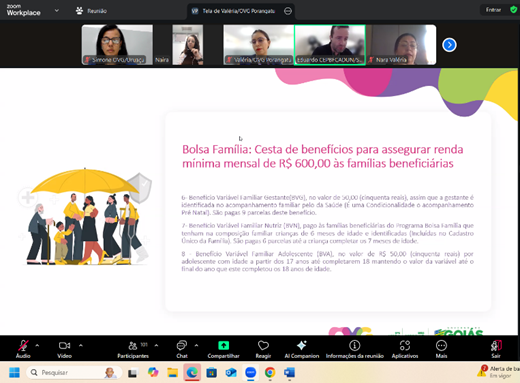 zoom
Workplace
Reunião
Tela de Valéria/OVG Porangatu
Entrar
Simone OVG/Uruaçu
Naira
Valéria/OVG Porangatu
Nara Valéria
Bolsa Família: Cesta de benefícios para assegurar renda
mínima mensal de R$ 600,00 às famílias beneficiárias
6- Benefício Variável Familiar Gestante(BVG), no valor de 50,00 (cinquenta reais), assim que a gestante é
identificada no acompanhamento familiar pelo da Saúde (É uma Condicionalidade o acompanhamento
Pré Natal). São pagas 9 parcelas deste benefício.
7- Benefício Variável Familiar Nutriz (BVN), pago às famílias beneficiárias do Programa Bolsa Família que
tenham na composição familiar crianças de 6 meses de idade e identificadas (incluídas no Cadastro
Único da Família). São pagas 6 parcelas até a criança completar os 7 meses de idade.
8 - Benefício Variável Familiar Adolescente (BVA), no valor de R$ 50,00 (cinquenta reais) por
adolescente com idade a partir dos 17 anos até completarem 18 mantendo o valor da variável até o
final do ano que este completou os 18 anos de idade.
GOIÁS
101
Áudio
Vídeo
Participantes
Chat
Compartilhar
Reagir
AI Companion
Informações da reunião
Aplicativos
Mais
Sair
Pesquisar
Alerta de
Em vigor